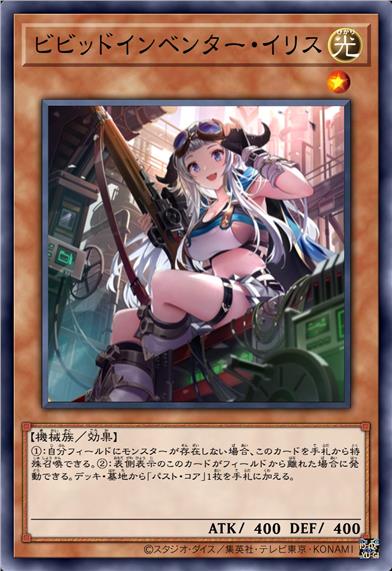 ビビッドインベンター・イリス
光
【機械族／効果】
①:自分フィールドにモンスターが存在しない場合、このカードを手札から特
殊召喚できる。②:表側表示のこのカードがフィールドから離れた場合に発
動できる。デッキ・墓地から「パスト・コア」1枚を手札に加える。
ATK/ 400 DEF/ 400
©スタジオ・ダイス／集英社・テレビ東京・KONAMI